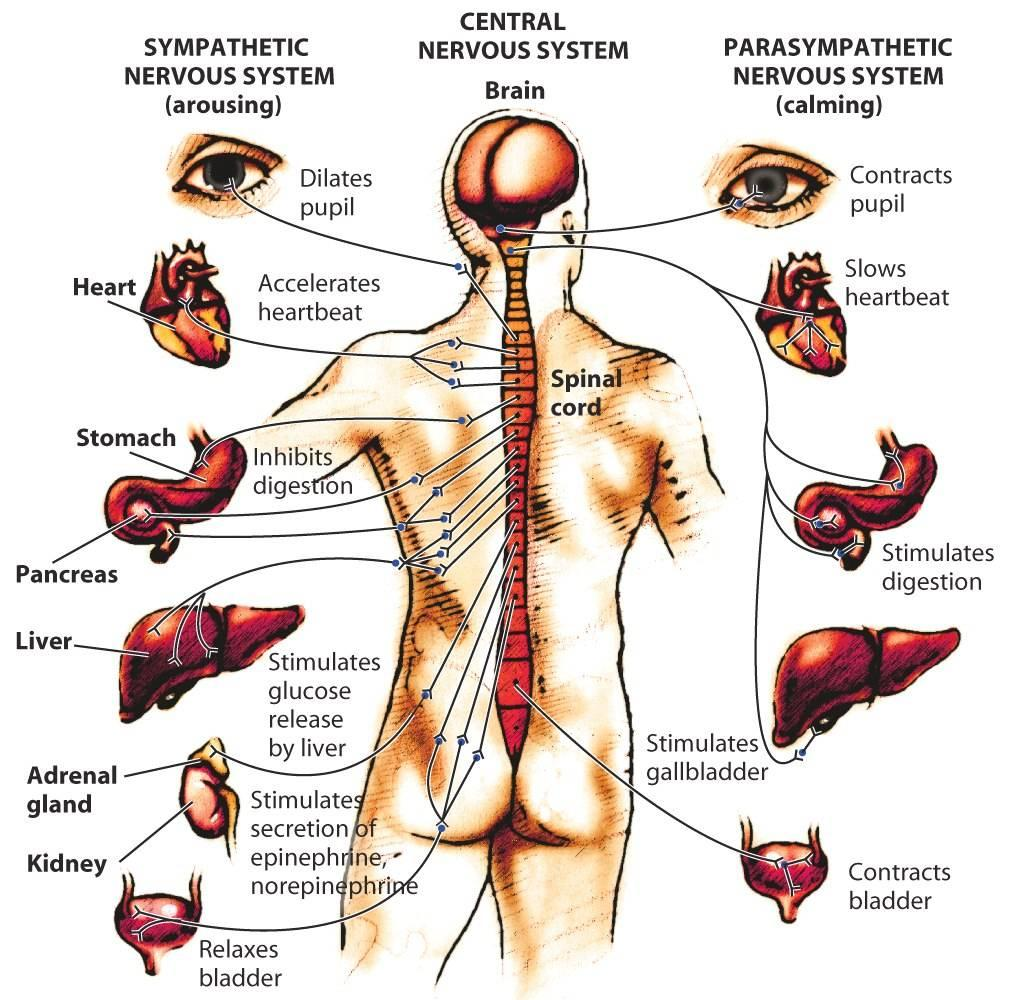 SYMPATHETIC
NERVOUS SYSTEM
(arousing)
CENTRAL
NERVOUS SYSTEM
Brain
PARASYMPATHETIC
NERVOUS SYSTEM
(calming)
Dilates
pupil
Contracts
pupil
Heart
Accelerates
heartbeat
Slows
heartbeat
Spinal
cord
Stomach
Inhibits
digestion
Pancreas
Stimulates
digestion
Liver
Stimulates
glucose
release
by liver
Stimulates
gallbladder
Adrenal
gland
Stimulates
secretion of
epinephrine,
norepinephrine
Kidney
Contracts
bladder
Relaxes
bladder